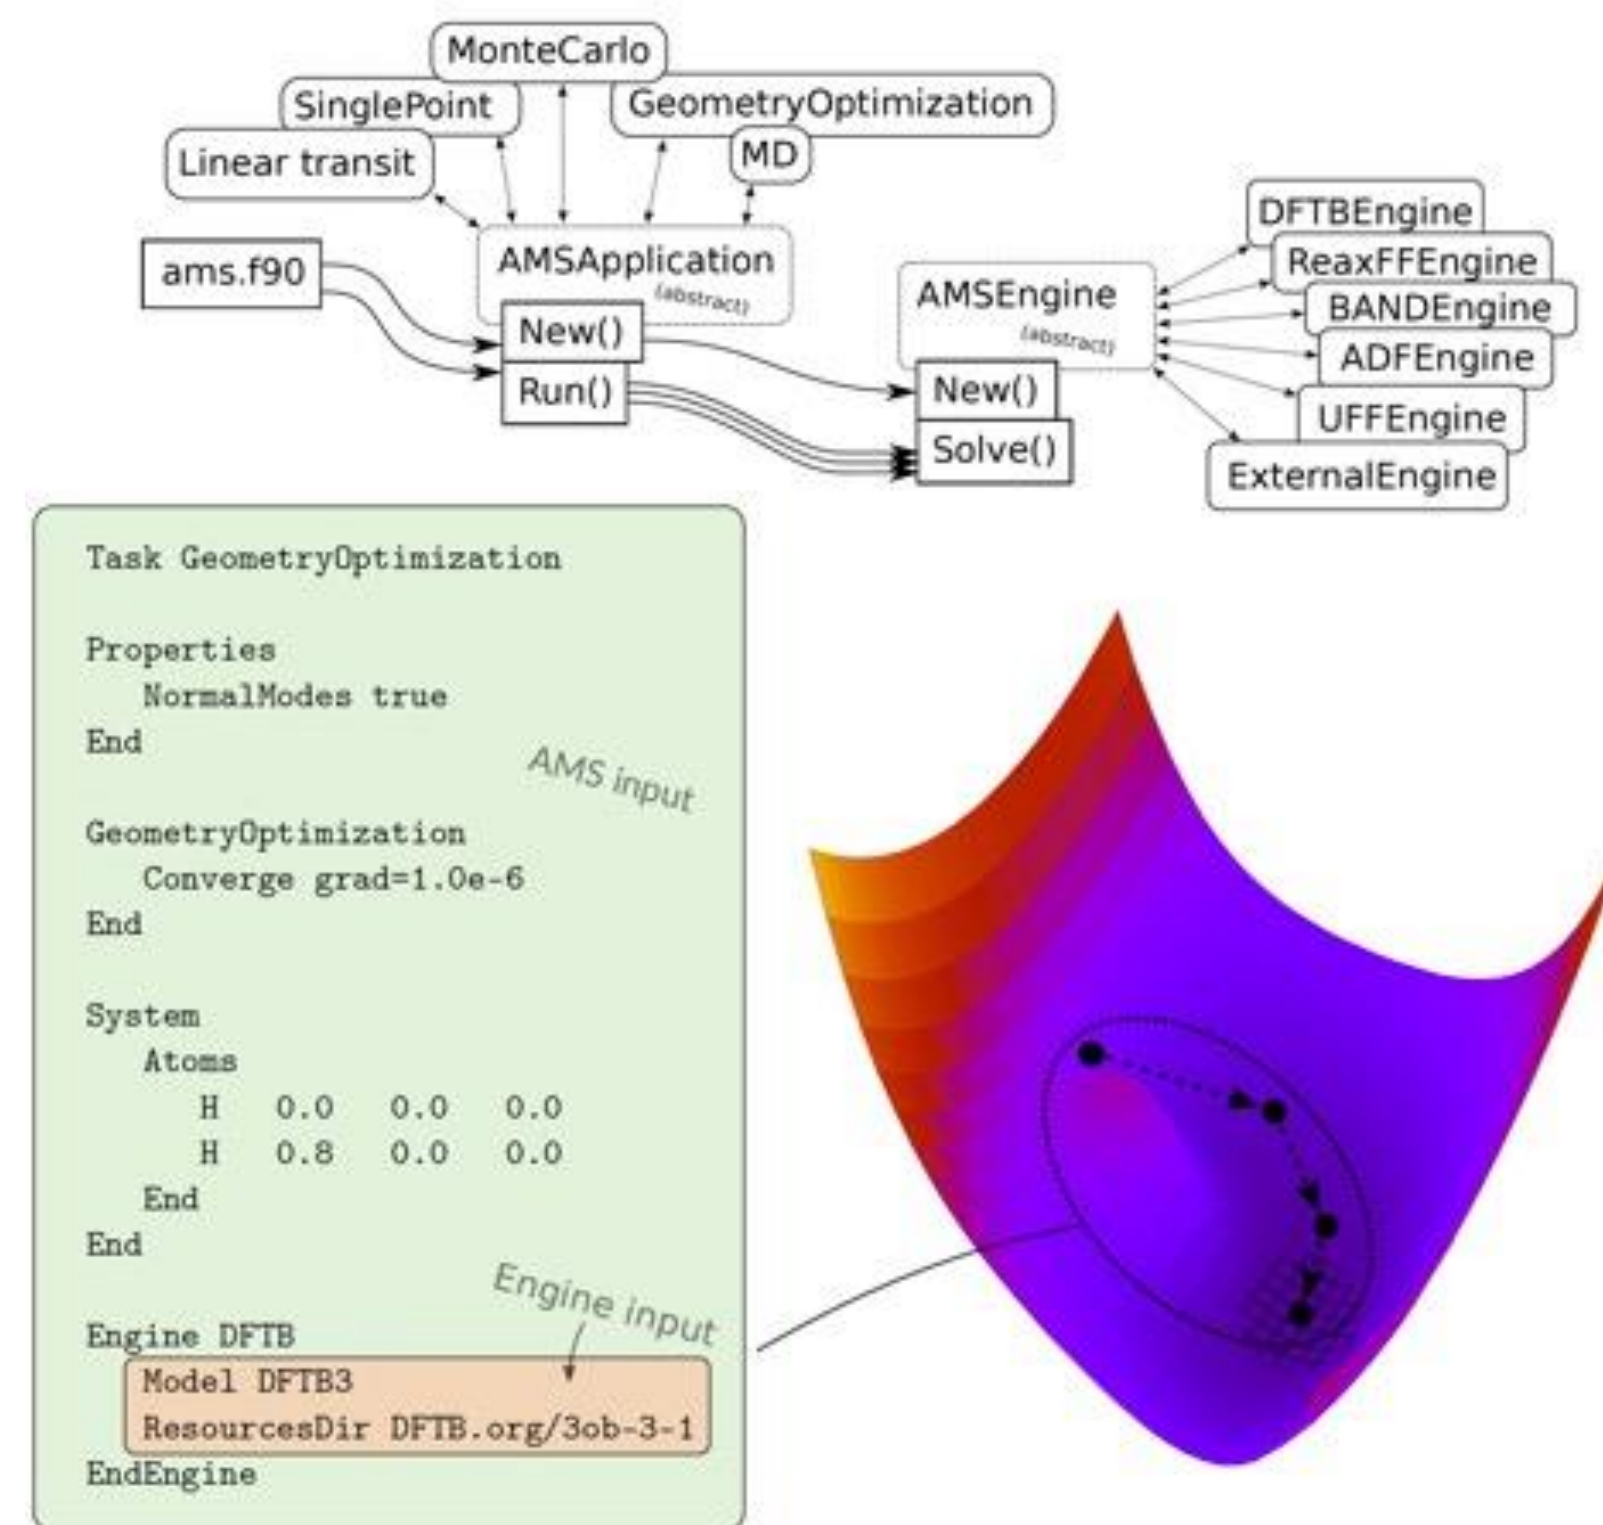 MonteCarlo
SinglePoint
GeometryOptimization
Linear transit
MD
ams.f90
AMSApplication
(abstract)
New()
Run()
AMSEngine
(abstract)
New()
Solve()
DFTBEngine
ReaxFFEngine
BANDEngine
ADFEngine
UFFEngine
ExternalEngine
Task GeometryOptimization
Properties
NormalModes true
End
AMS input
GeometryOptimization
Converge grad=1.0e-6
End
System
Atoms
H 0.0 0.0 0.0
H 0.8 0.0 0.0
End
End
Engine input
Engine DFTB
Model DFTB3
ResourcesDir DFTB.org/3ob-3-1
EndEngine